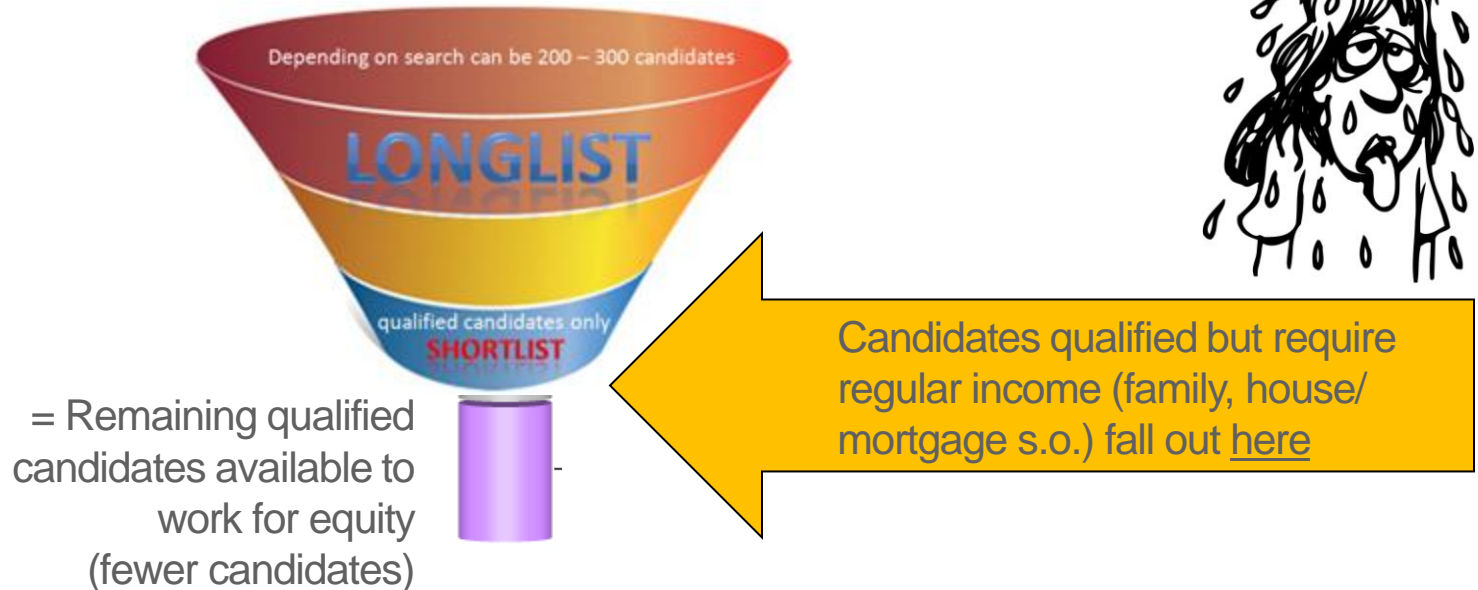 Depending on search can be 200 – 300 candidates
LONGLIST
qualified candidates only
SHORTLIST
Candidates qualified but require
regular income (family, house/
mortgage s.o.) fall out here
= Remaining qualified
candidates available to
work for equity
(fewer candidates)
-